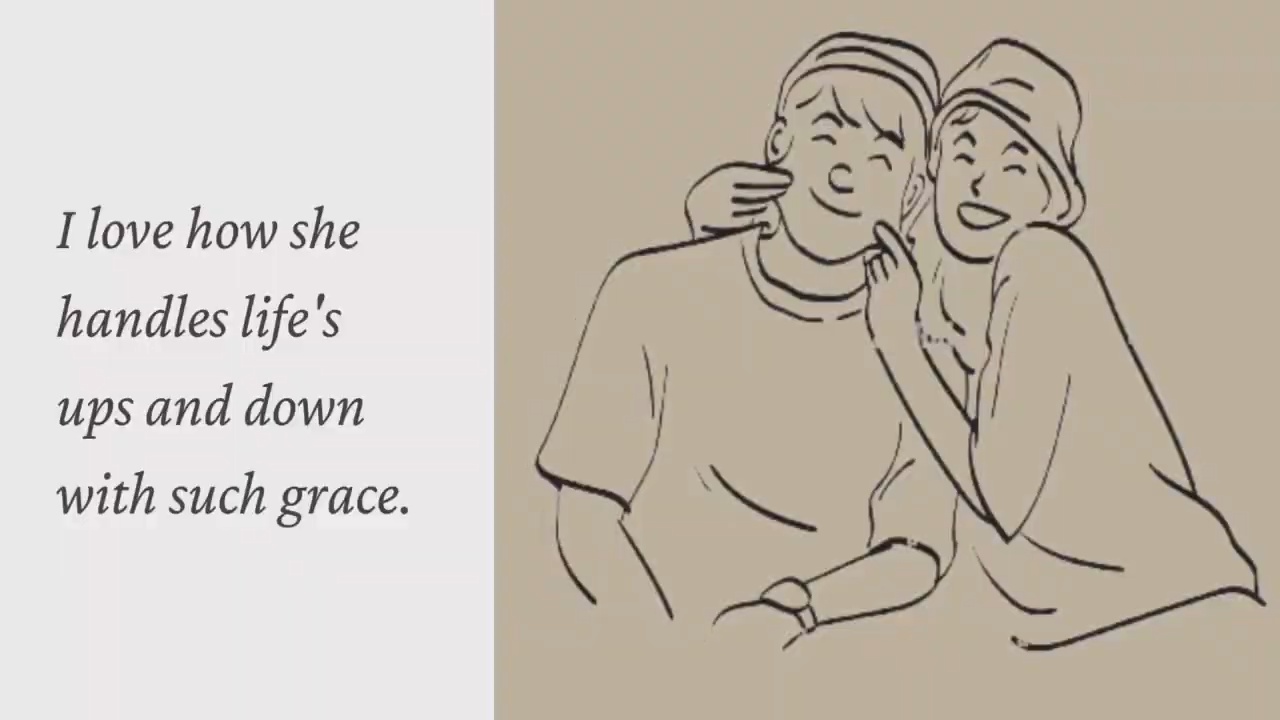 I love how she
handles life's
ups and down
with such grace.